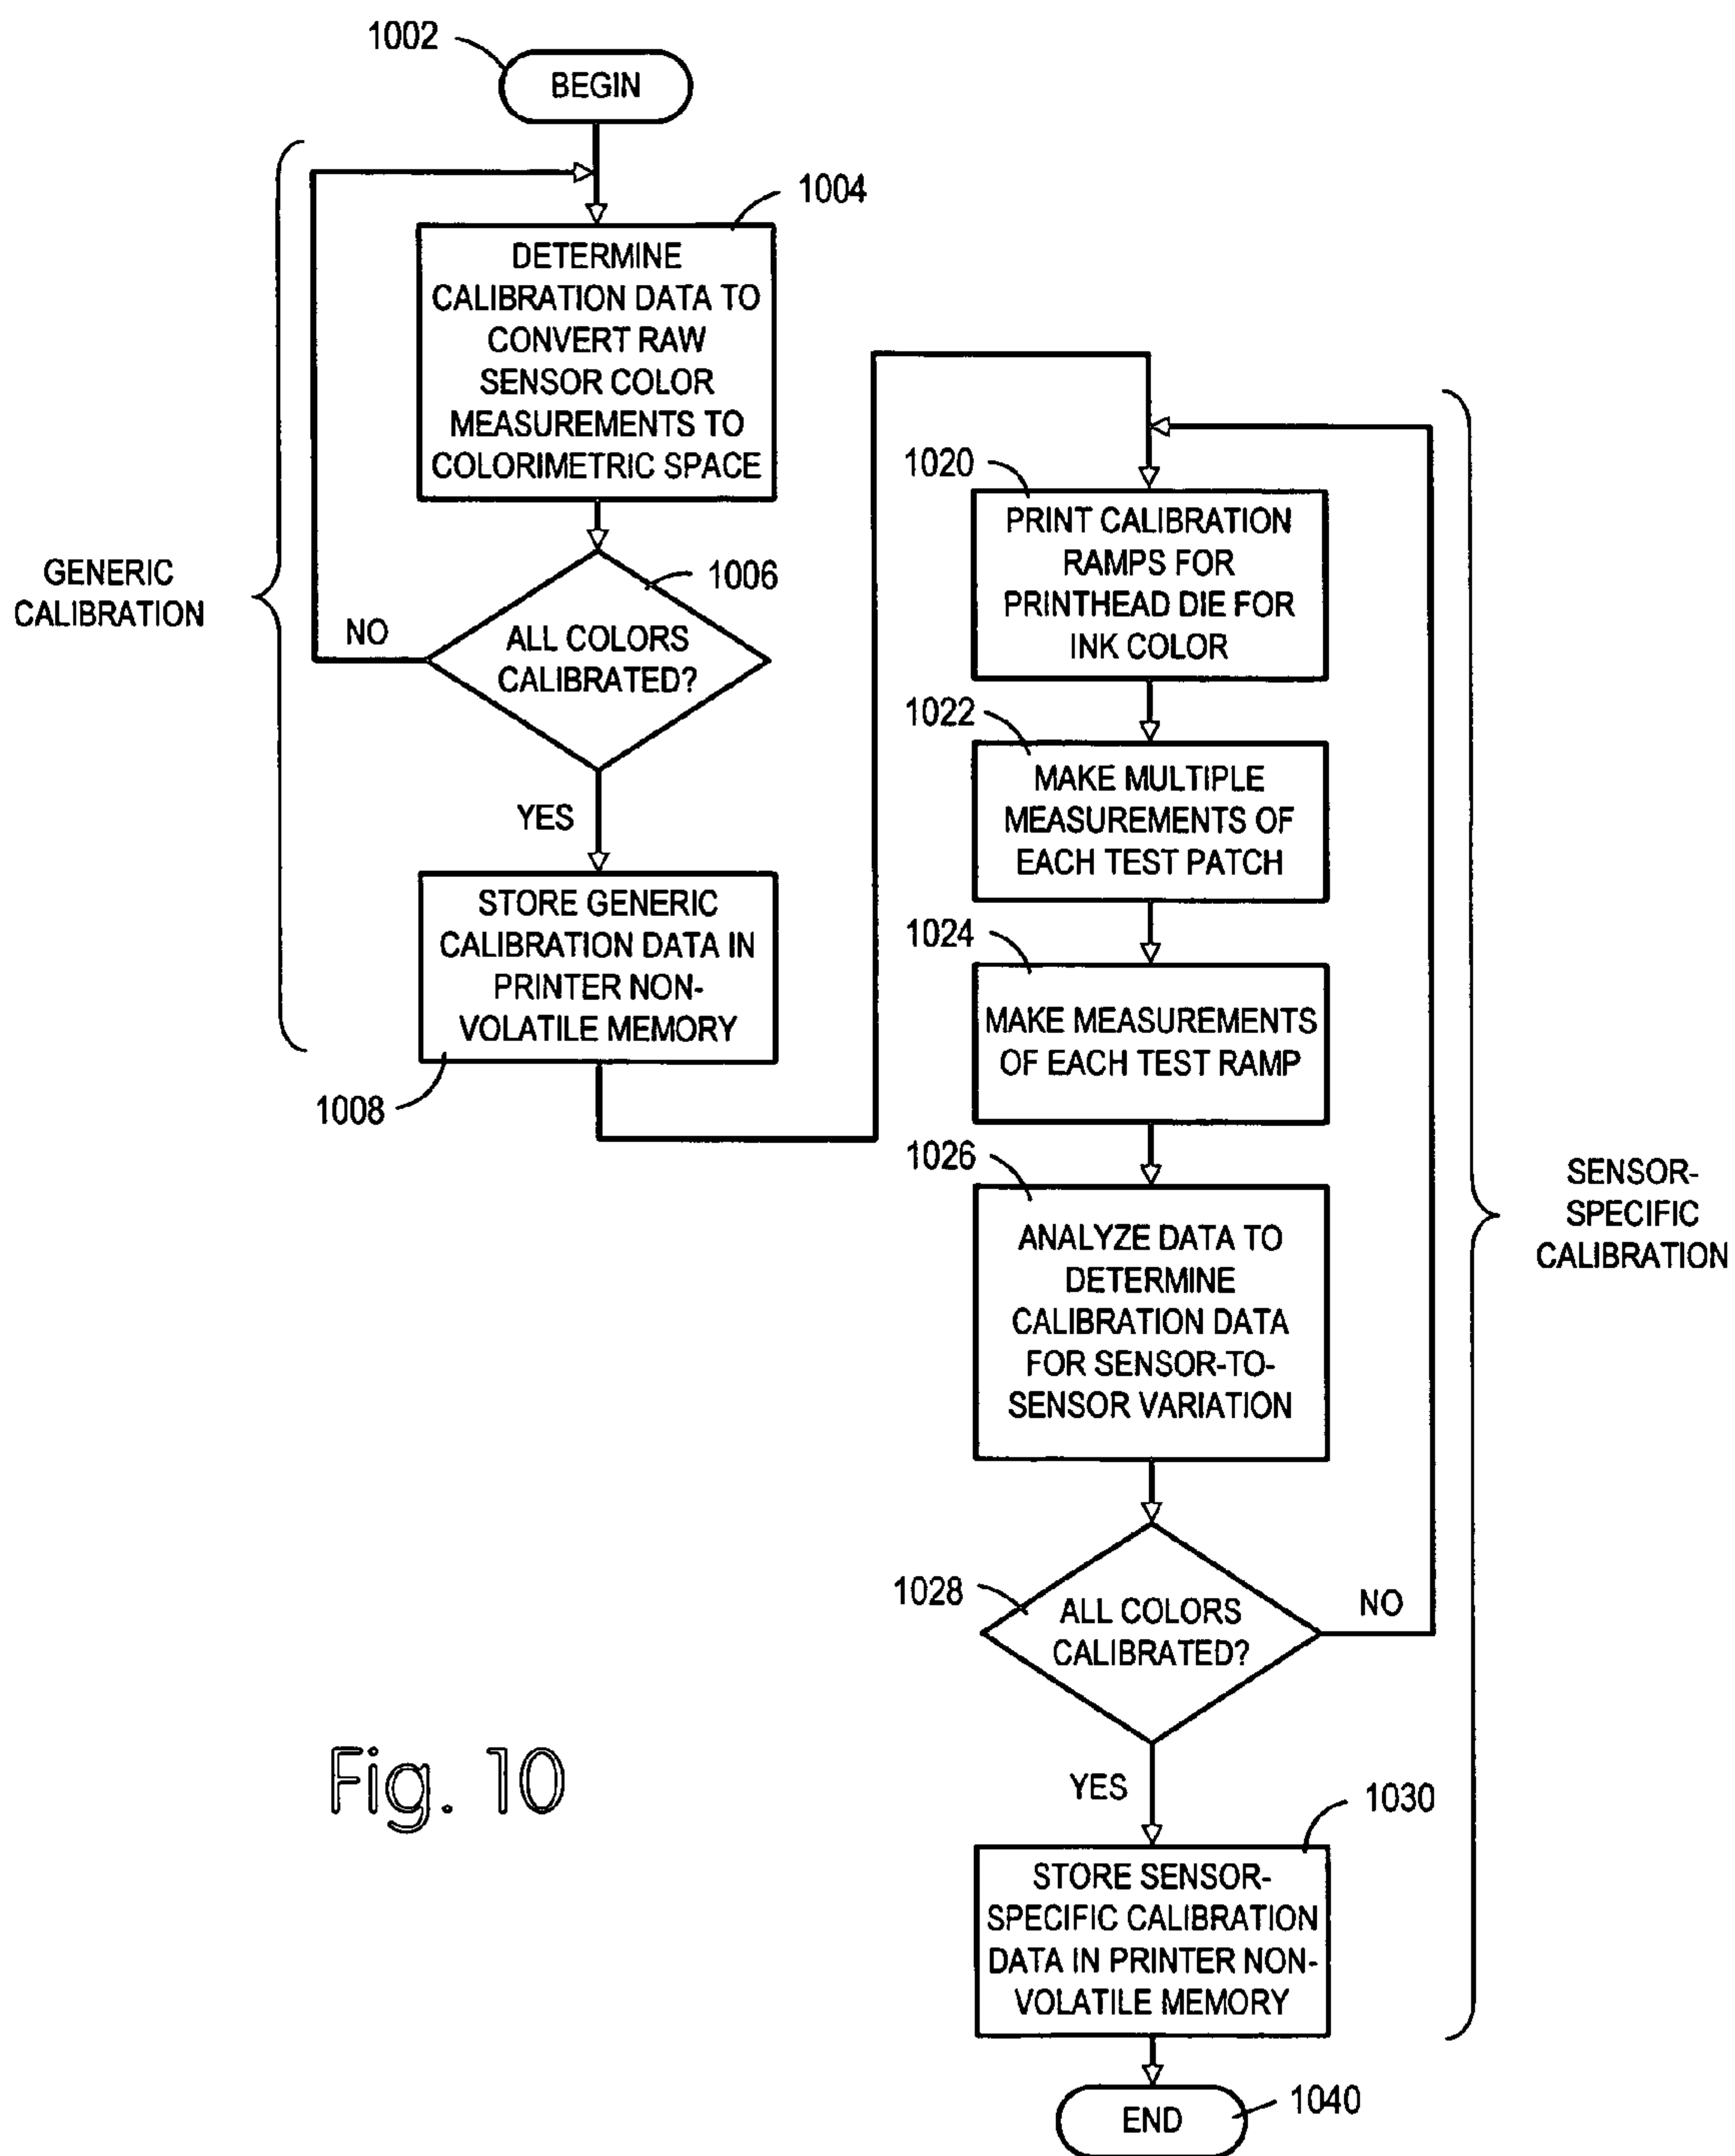 1002
BEGIN
1004
DETERMINE
CALIBRATION DATA TO
CONVERT RAW
SENSOR COLOR
MEASUREMENTS TO
COLORIMETRIC SPACE
GENERIC
CALIBRATION
1006
NO
ALL COLORS
CALIBRATED?
YES
STORE GENERIC
CALIBRATION DATA IN
PRINTER NON-
VOLATILE MEMORY
1008
1020
PRINT CALIBRATION
RAMPS FOR
PRINTHEAD DIE FOR
INK COLOR
1022
MAKE MULTIPLE
MEASUREMENTS OF
EACH TEST PATCH
1024
MAKE MEASUREMENTS
OF EACH TEST RAMP
1026
ANALYZE DATA TO
DETERMINE
CALIBRATION DATA
FOR SENSOR-TO-
SENSOR VARIATION
SENSOR-
SPECIFIC
CALIBRATION
1028
ALL COLORS
CALIBRATED?
NO
YES
1030
STORE SENSOR-
SPECIFIC CALIBRATION
DATA IN PRINTER NON-
VOLATILE MEMORY
END
1040
Fig. 10